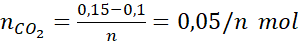 n_{CO_2} = \frac{0,15-0,1}{n} = 0,05/n mol